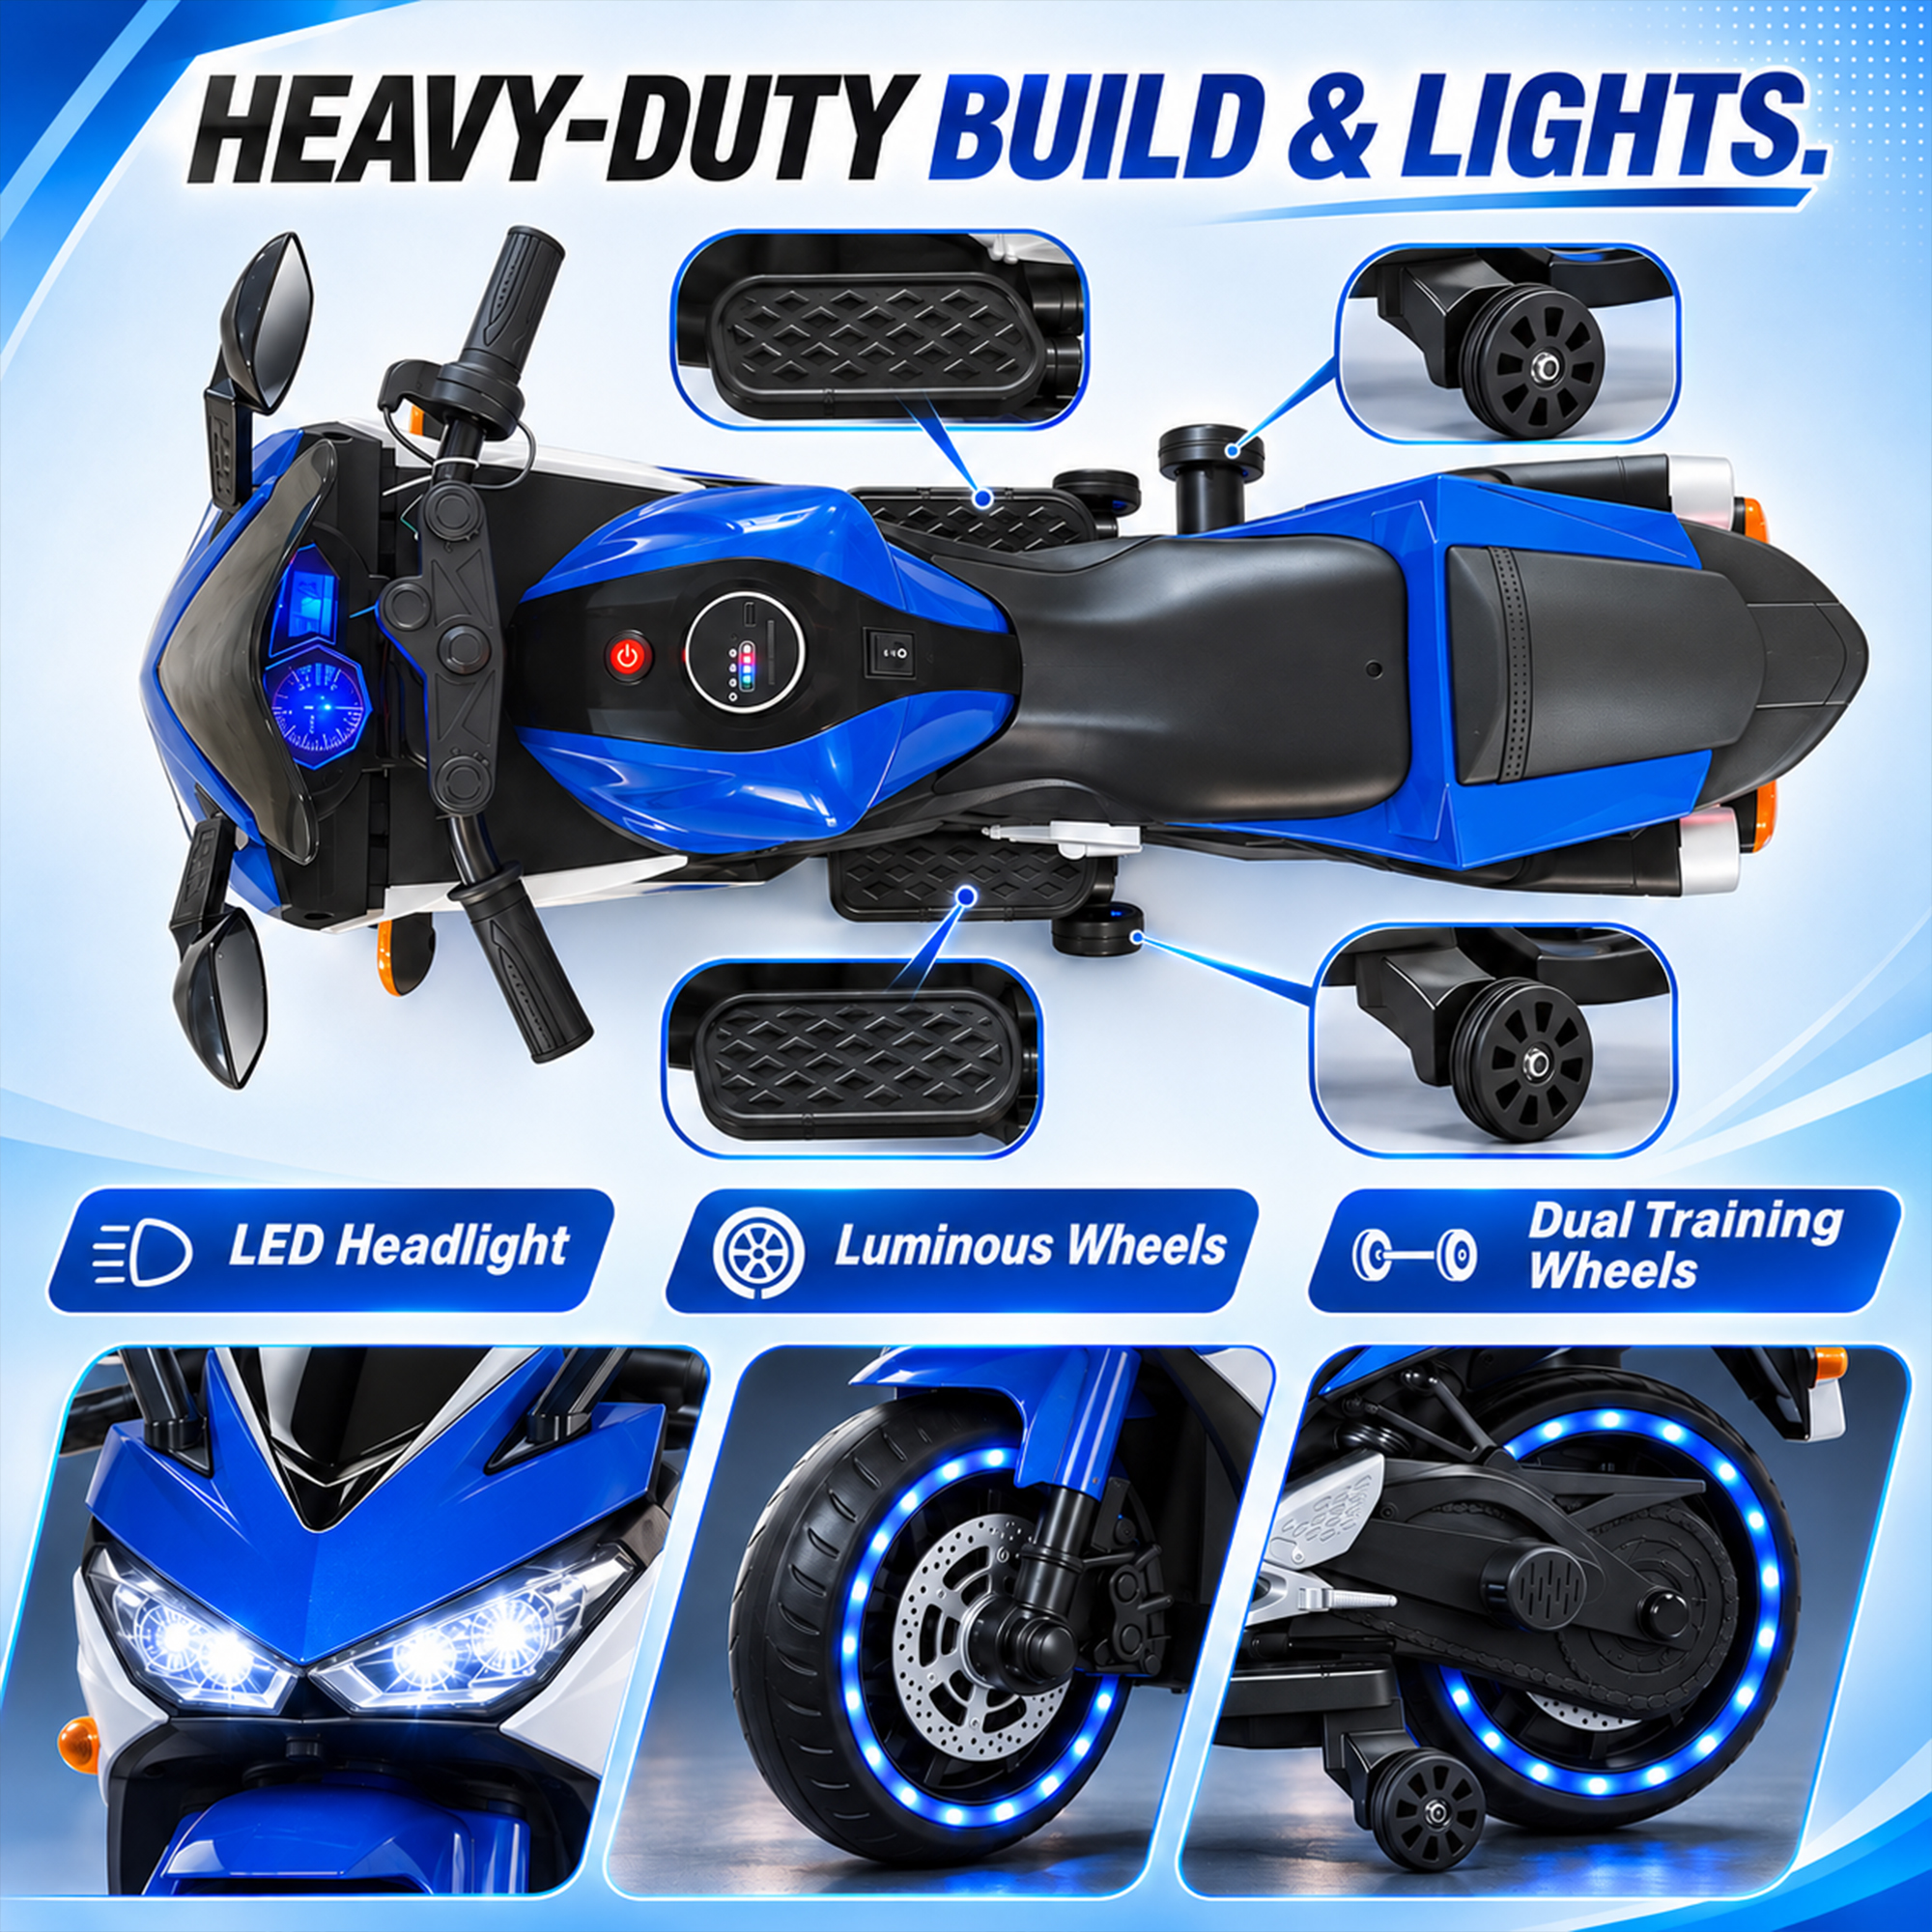 HEAVY-DUTY BUILD & LIGHTS.
LED Headlight
Luminous Wheels
Dual Training
Wheels